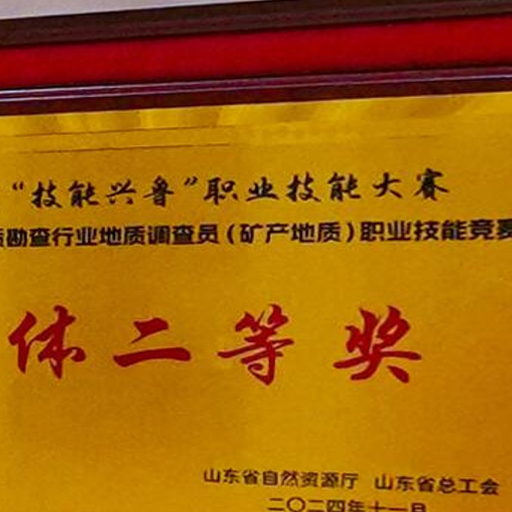 “技能兴鲁”职业技能大赛
质勘查行业地质调查员（矿产地质）职业技能竞赛
体二等奖
山东省自然资源厅 山东省总工会
二〇二四年十一月